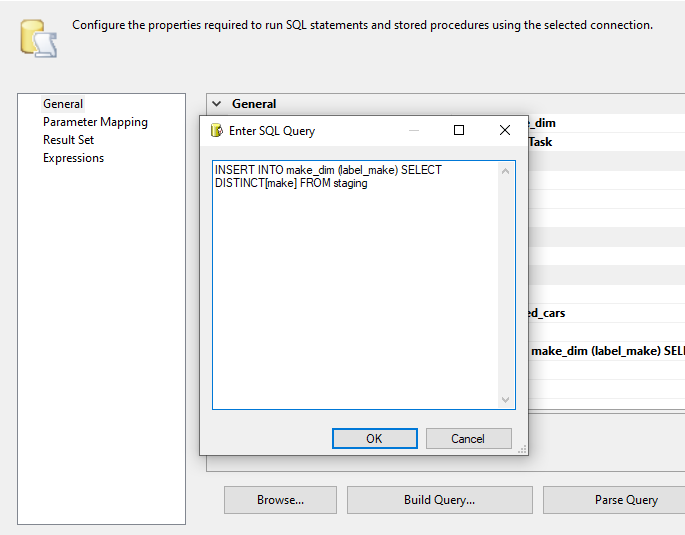 Configure the properties required to run SQL statements and stored procedures using the selected connection.
General
Parameter Mapping
Result Set
Expressions
General
_dim
Task
Enter SQL Query
INSERT INTO make_dim (label_make) SELECT
DISTINCT[make] FROM staging
ed_cars
make_dim (label_make) SEL
OK
Cancel
Browse...
Build Query...
Parse Query